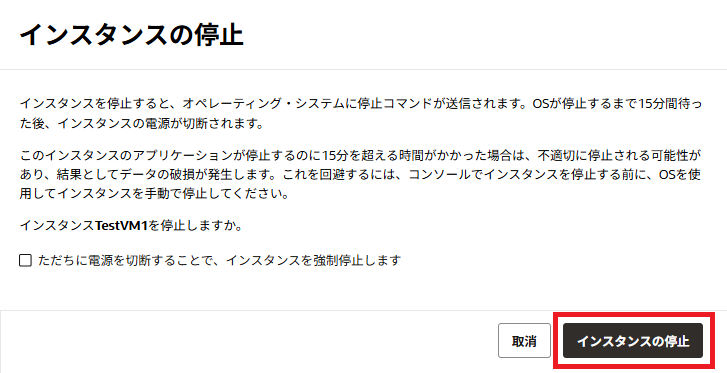 インスタンスの停止
インスタンスを停止すると、オペレーティング・システムに停止コマンドが送信されます。OSが停止するまで15分間待っ
た後、インスタンスの電源が切断されます。
このインスタンスのアプリケーションが停止するのに15分を超える時間がかかった場合は、不適切に停止される可能性が
あり、結果としてデータの破損が発生します。これを回避するには、コンソールでインスタンスを停止する前に、OSを使
用してインスタンスを手動で停止してください。
インスタンスTestVM1を停止しますか。
ただちに電源を切断することで、インスタンスを強制停止します
取消
インスタンスの停止